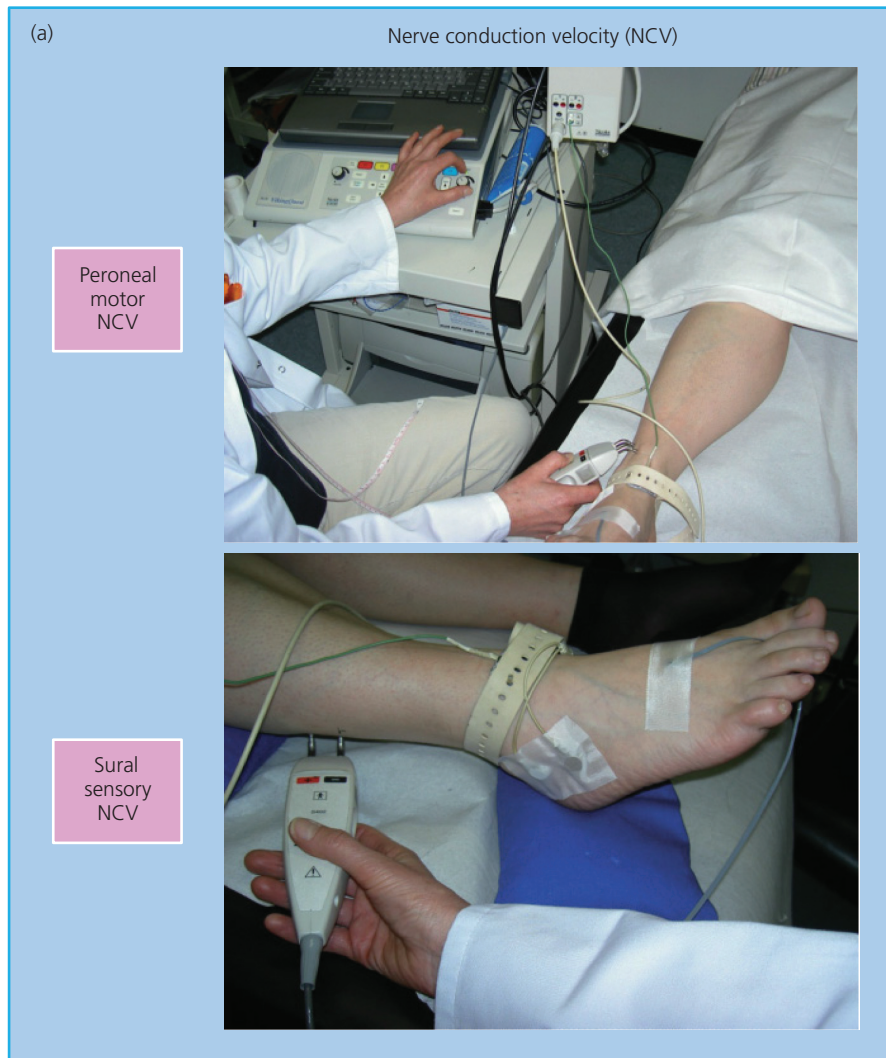 (a)
Nerve conduction velocity (NCV)
Peroneal
motor
NCV
Sural
sensory
NCV